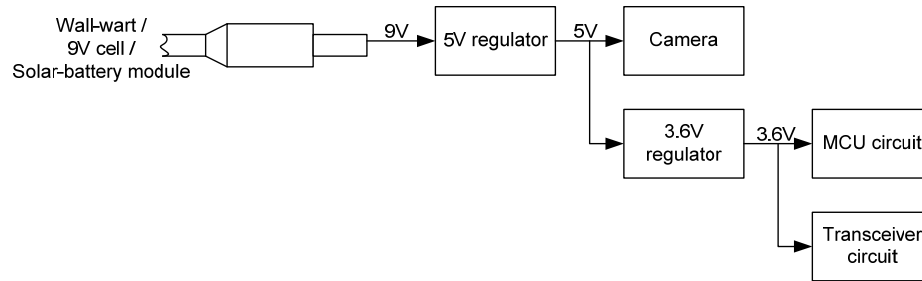 Wall-wart /
9V cell /
Solar-battery module
9V
5V regulator
5V
Camera
3.6V
regulator
3.6V
MCU circuit
Transceiver
circuit